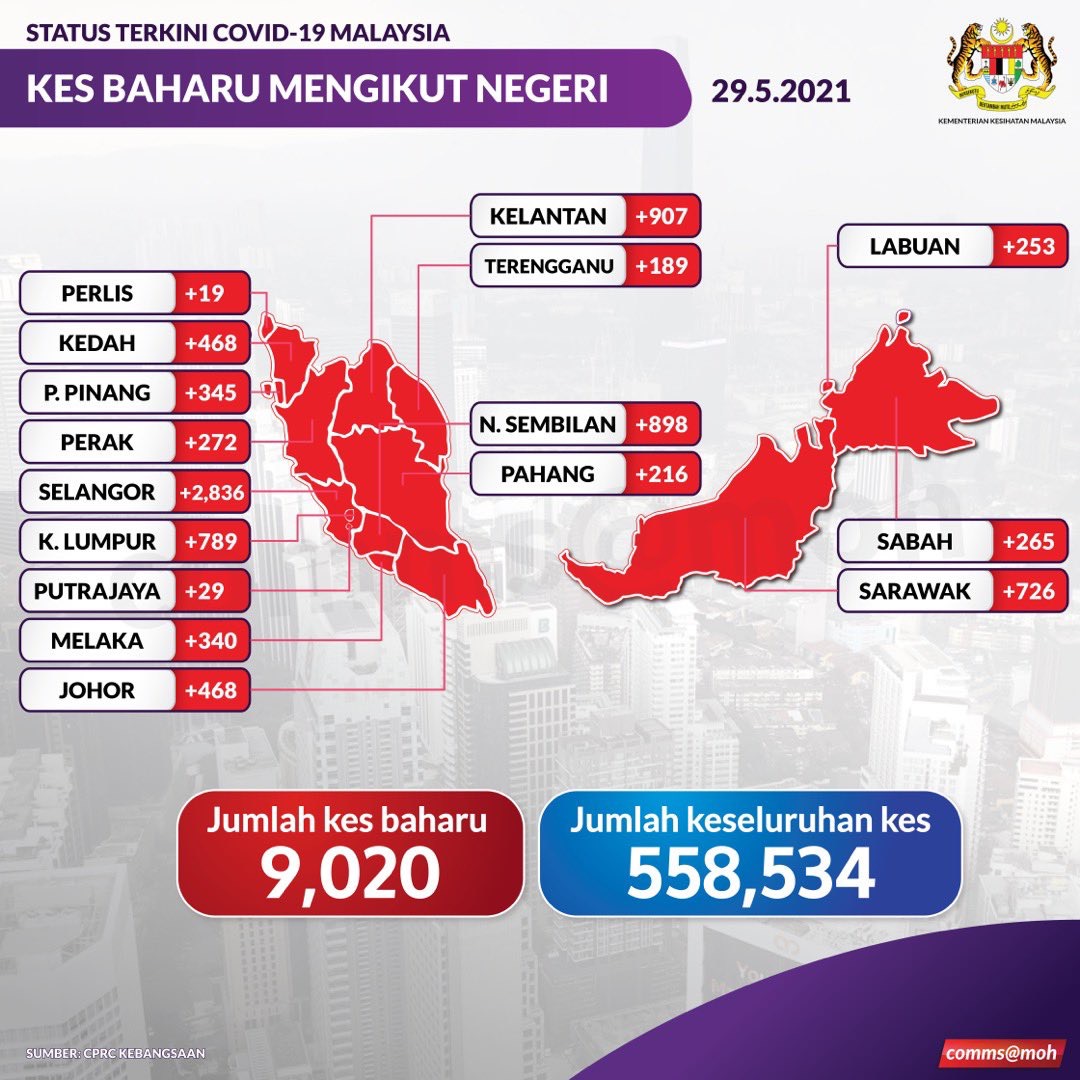 STATUS TERKINI COVID-19 MALAYSIA
KES BAHARU MENGIKUT NEGERI
29.5.2021
KEMENTERIAN KESIHATAN MALAYSIA
KELANTAN +907
TERENGGANU +189
LABUAN +253
PERLIS +19
KEDAH +468
P. PINANG +345
PERAK +272
SELANGOR +2,836
K. LUMPUR +789
PUTRAJAYA +29
MELAKA +340
JOHOR +468
N. SEMBILAN +898
PAHANG +216
SABAH +265
SARAWAK +726
Jumlah kes baharu
9,020
Jumlah keseluruhan kes
558,534
SUMBER: CPRC KEBANGSAAN
comms@moh